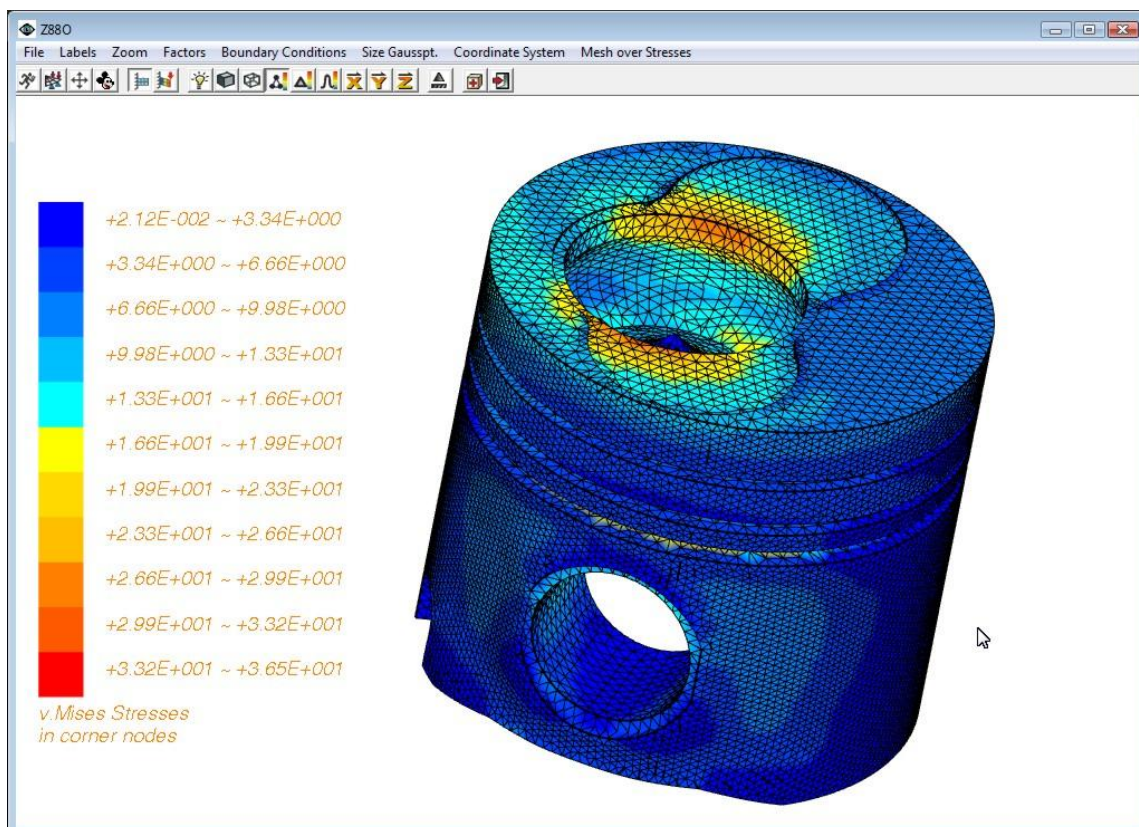 Z88O
File Labels Zoom Factors Boundary Conditions Size Gausspt. Coordinate System Mesh over Stresses
+2.12E-002 ~ +3.34E+000
+3.34E+000 ~ +6.66E+000
+6.66E+000 ~ +9.98E+000
+9.98E+000 ~ +1.33E+001
+1.33E+001 ~ +1.66E+001
+1.66E+001 ~ +1.99E+001
+1.99E+001 ~ +2.33E+001
+2.33E+001 ~ +2.66E+001
+2.66E+001 ~ +2.99E+001
+2.99E+001 ~ +3.32E+001
+3.32E+001 ~ +3.65E+001
v.Mises Stresses
in corner nodes